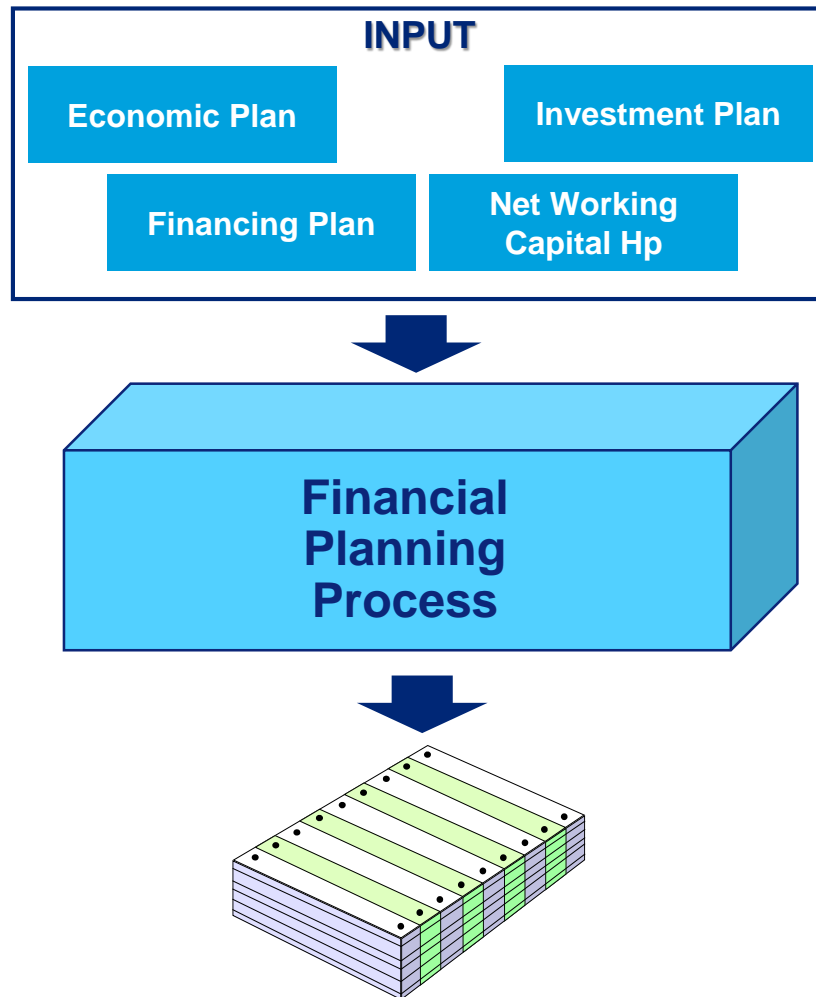 INPUT
Economic Plan
Investment Plan
Financing Plan
Net Working
Capital Hp
Financial
Planning
Process